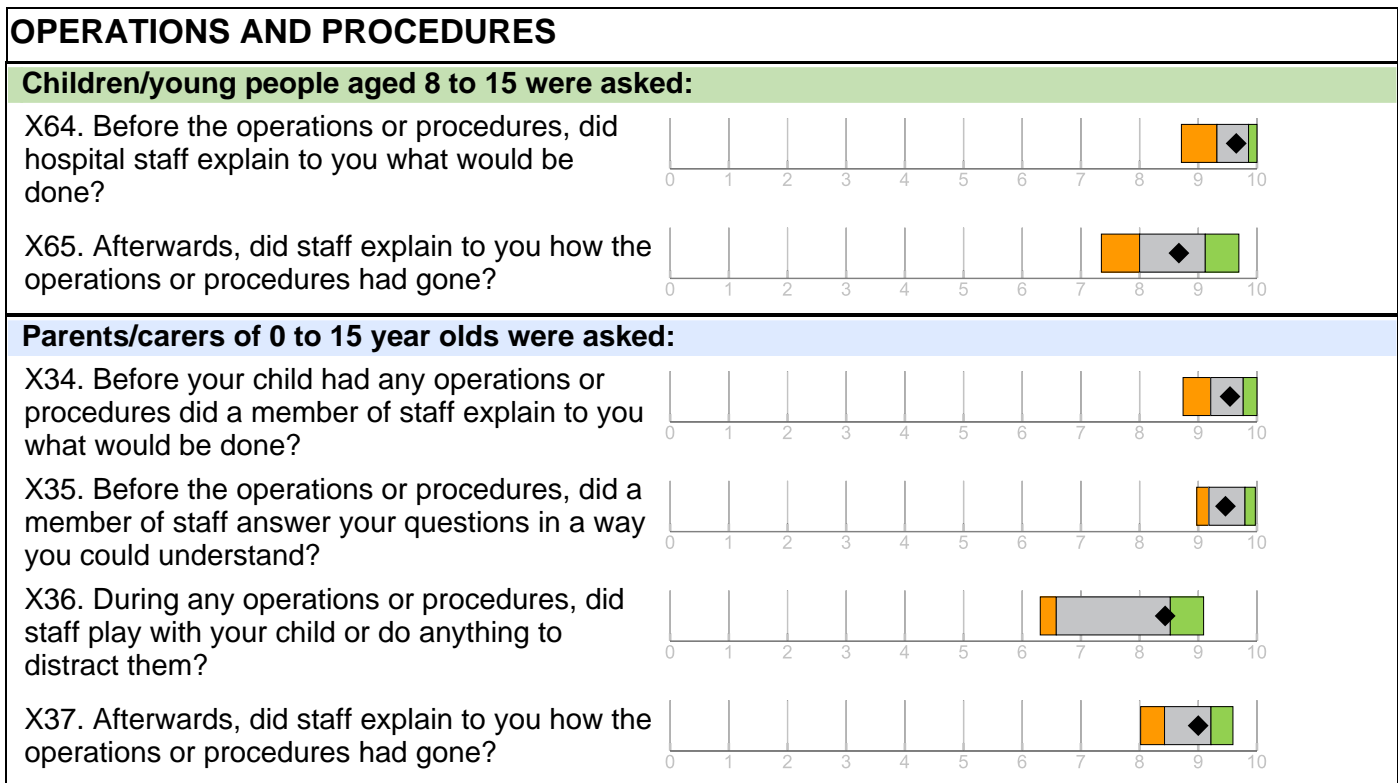 OPERATIONS AND PROCEDURES
Children/young people aged 8 to 15 were asked:
X64. Before the operations or procedures, did
hospital staff explain to you what would be
done?
0 1 2 3 4 5 6 7 8 9 10
X65. Afterwards, did staff explain to you how the
operations or procedures had gone?
0 1 2 3 4 5 6 7 8 9 10
Parents/carers of 0 to 15 year olds were asked:
X34. Before your child had any operations or
procedures did a member of staff explain to you
what would be done?
0 1 2 3 4 5 6 7 8 9 10
X35. Before the operations or procedures, did a
member of staff answer your questions in a way
you could understand?
0 1 2 3 4 5 6 7 8 9 10
X36. During any operations or procedures, did
staff play with your child or do anything to
distract them?
0 1 2 3 4 5 6 7 8 9 10
X37. Afterwards, did staff explain to you how the
operations or procedures had gone?
0 1 2 3 4 5 6 7 8 9 10